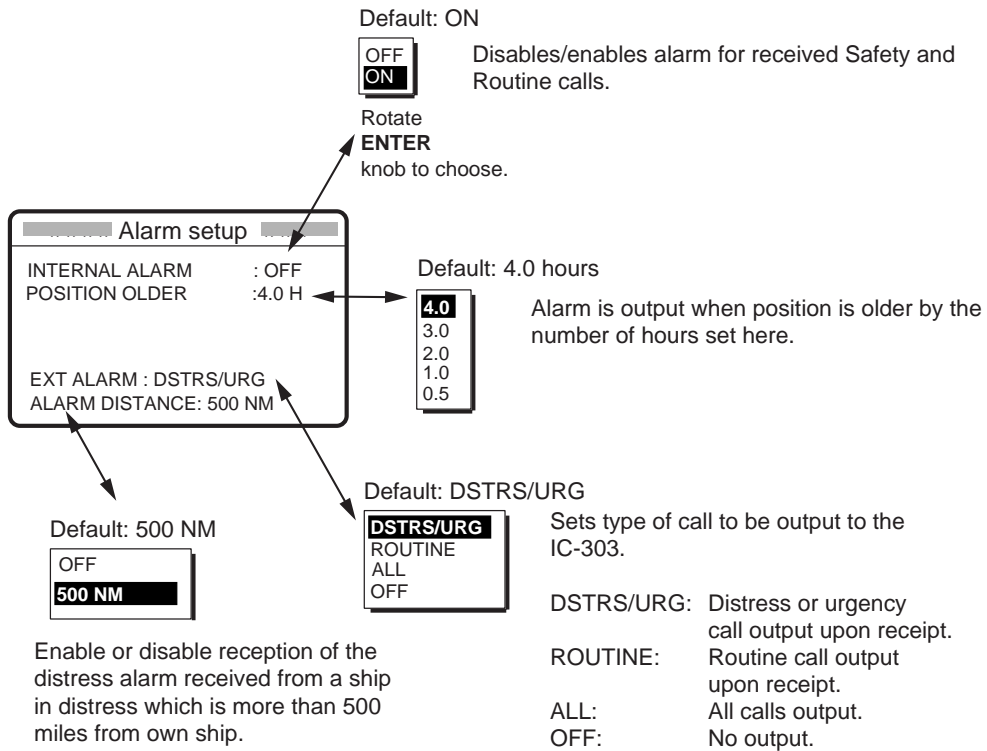 Default: ON
OFF
ON
Disables/enables alarm for received Safety and
Routine calls.
Rotate
ENTER
knob to choose.
Alarm setup
INTERNAL ALARM : OFF
POSITION OLDER :4.0 H
EXT ALARM : DSTRS/URG
ALARM DISTANCE: 500 NM
Default: 4.0 hours
4.0
3.0
2.0
1.0
0.5
Alarm is output when position is older by the
number of hours set here.
Default: 500 NM
OFF
500 NM
Enable or disable reception of the
distress alarm received from a ship
in distress which is more than 500
miles from own ship.
Default: DSTRS/URG
DSTRS/URG
ROUTINE
ALL
OFF
Sets type of call to be output to the
IC-303.
DSTRS/URG: Distress or urgency
call output upon receipt.
ROUTINE: Routine call output
upon receipt.
ALL: All calls output.
OFF: No output.